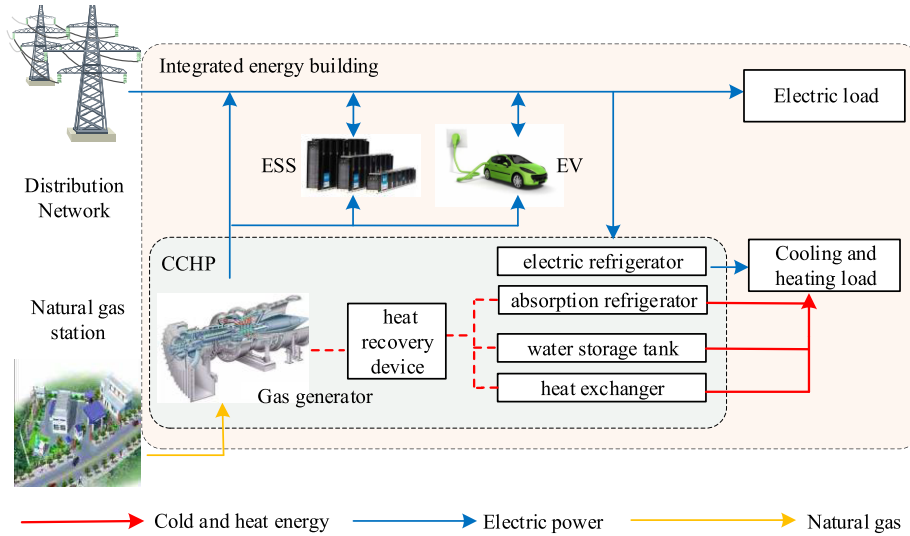 Integrated energy building
Electric load
ESS
EV
Distribution
Network
CCHP
electric refrigerator
Cooling and
heating load
absorption refrigerator
Natural gas
station
heat
recovery
device
water storage tank
heat exchanger
Gas generator
Cold and heat energy
Electric power
Natural gas